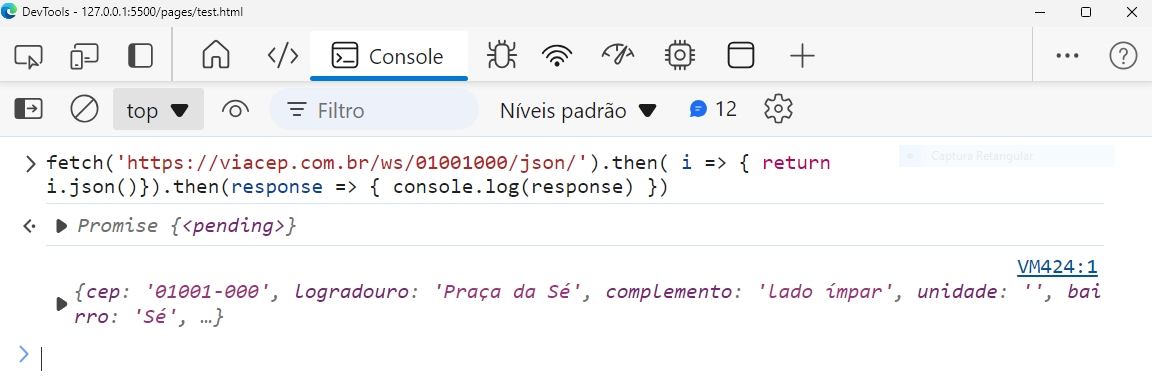 DevTools - 127.0.0.1:5500/pages/test.html
Console
top Filtro Níveis padrão 12
fetch('https://viacep.com.br/ws/01001000/json/').then( i => { return
Captura Retangular
i.json()}).then(response => { console.log(response) })
Promise {<pending>}
VM424:1
{cep: '01001-000', logradouro: 'Praça da Sé', complemento: 'lado ímpar', unidade: '', bai
rro: 'Sé', …}